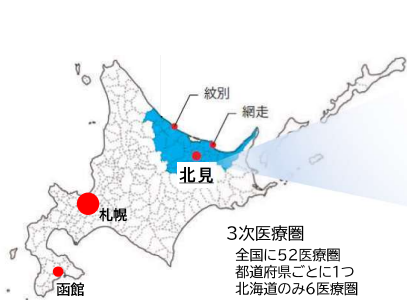 紋別
網走
北見
札幌
函館
3次医療圏
全国に52医療圏
都道府県ごとに1つ
北海道のみ6医療圏